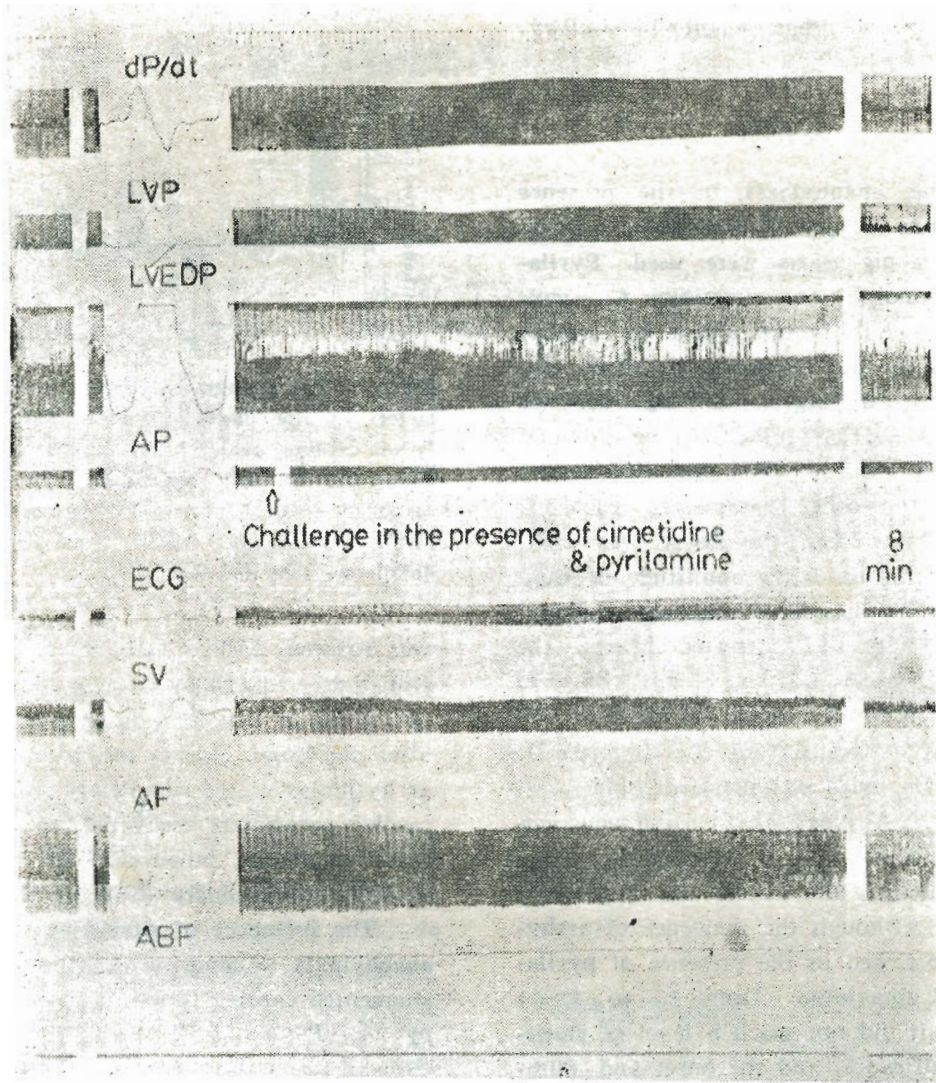 dP/dt
LVP
LVEDP
AP
Challenge in the presence of cimetidine
& pyrilamine
8
min
ECG
SV
AF
ABF